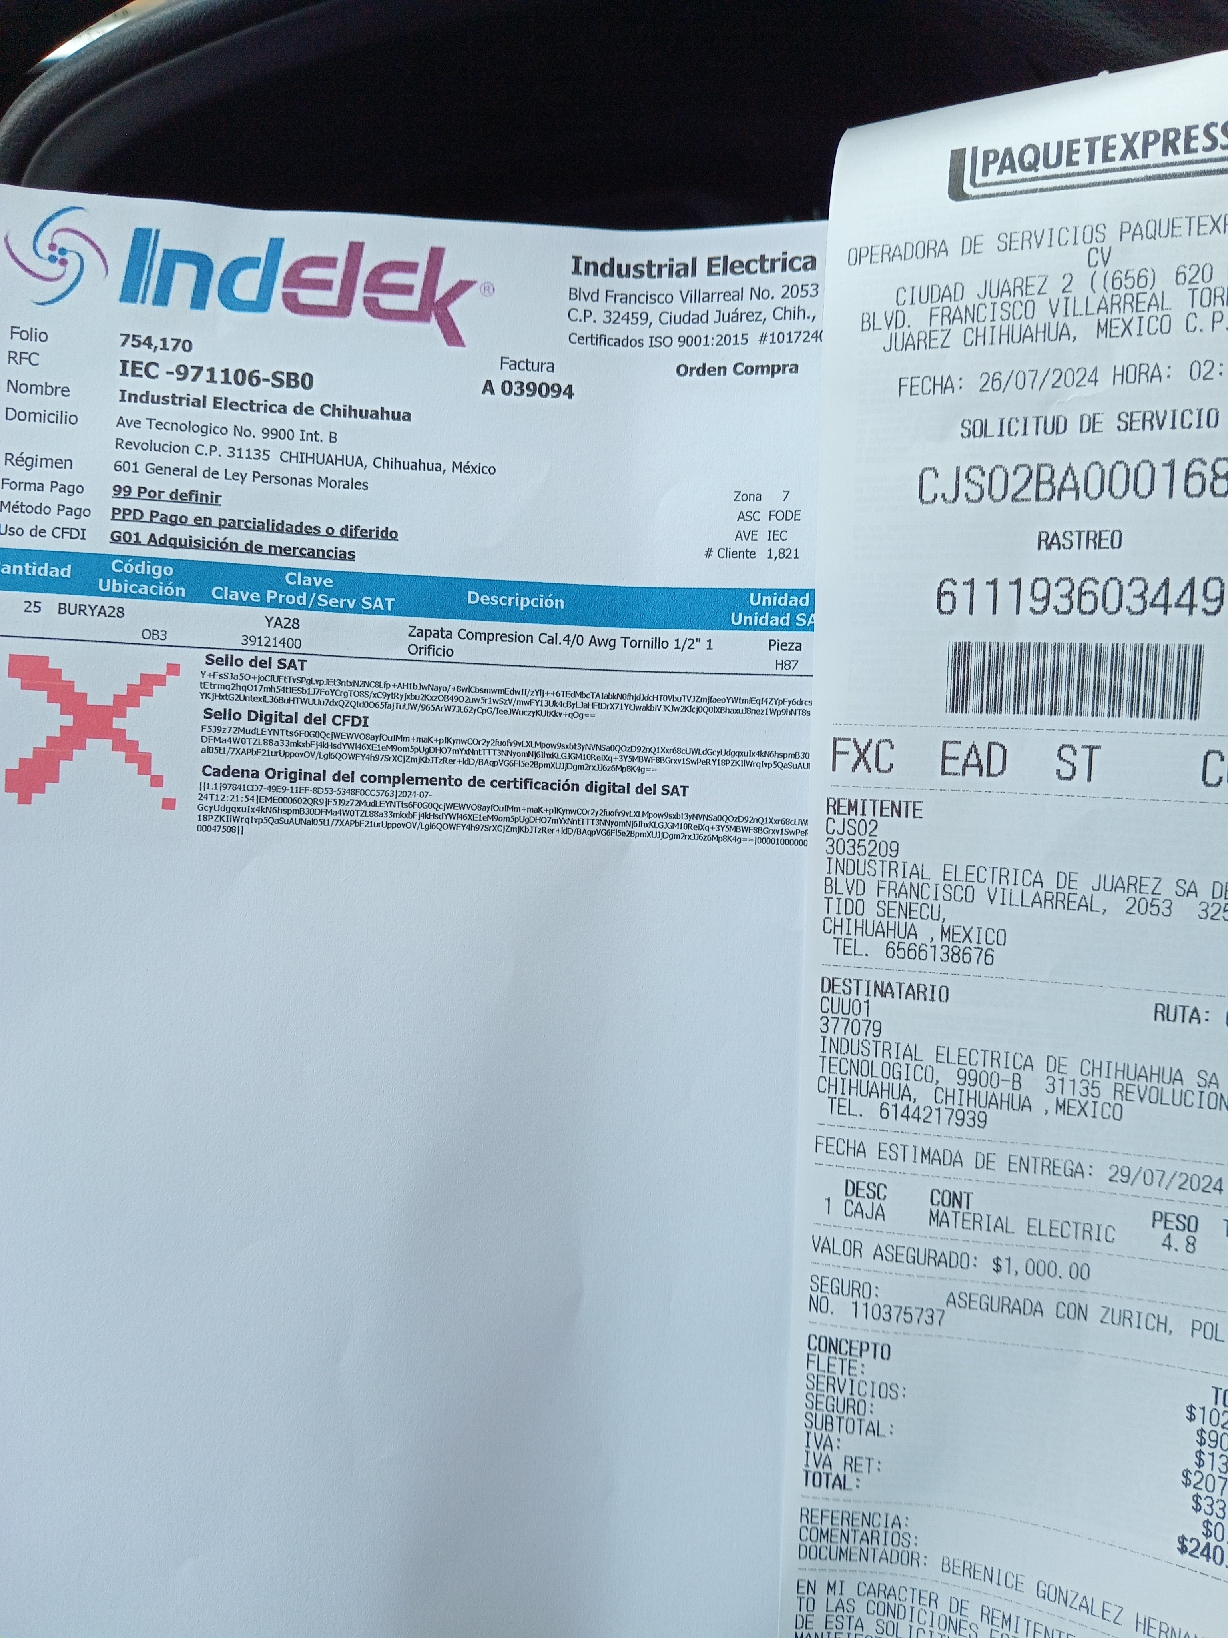 Indelek®
Industrial Electrica
Blvd Francisco Villarreal No. 2053
C.P. 32459, Ciudad Juárez, Chih.,
Certificados ISO 9001:2015 #101724
Folio 754,170
RFC IEC -971106-SB0
Factura
A 039094
Orden Compra
Nombre Industrial Electrica de Chihuahua
Domicilio Ave Tecnologico No. 9900 Int. B
Revolucion C.P. 31135 CHIHUAHUA, Chihuahua, México
Régimen 601 General de Ley Personas Morales
Forma Pago 99 Por definir
Método Pago PPD Pago en parcialidades o diferido
Uso de CFDI G01 Adquisición de mercancias
Zona 7
ASC FODE
AVE IEC
# Cliente 1,821
antidad Código Clave Descripción Unidad
Ubicación Clave Prod/Serv SAT Unidad SA
25 BURYA28 YA28 Zapata Compresion Cal.4/0 Awg Tornillo 1/2" 1 Pieza
OB3 39121400 Orificio H87
Sello del SAT
Sello Digital del CFDI
Cadena Original del complemento de certificación digital del SAT
00047508||
PAQUETEXPRESS
OPERADORA DE SERVICIOS PAQUETEXP
CV
CIUDAD JUAREZ 2 ((656) 620
BLVD. FRANCISCO VILLARREAL TOR
JUAREZ CHIHUAHUA, MEXICO C.P.
FECHA: 26/07/2024 HORA: 02:
SOLICITUD DE SERVICIO
CJS02BA000168
RASTREO
611193603449
FXC EAD ST C
REMITENTE
CJS02
3035209
INDUSTRIAL ELECTRICA DE JUAREZ SA DE
BLVD FRANCISCO VILLARREAL, 2053 325
TIDO SENECU,
CHIHUAHUA ,MEXICO
TEL. 6566138676
DESTINATARIO RUTA:
CUU01
377079
INDUSTRIAL ELECTRICA DE CHIHUAHUA SA
TECNOLOGICO, 9900-B 31135 REVOLUCION
CHIHUAHUA, CHIHUAHUA ,MEXICO
TEL. 6144217939
FECHA ESTIMADA DE ENTREGA: 29/07/2024
DESC CONT PESO
1 CAJA MATERIAL ELECTRIC 4.8
VALOR ASEGURADO: $1,000.00
SEGURO: ASEGURADA CON ZURICH, POL
NO. 110375737
CONCEPTO TO
FLETE: $102
SERVICIOS: $90
SEGURO: $13
SUBTOTAL: $207
IVA: $33
IVA RET: $0
TOTAL: $240
REFERENCIA:
COMENTARIOS:
DOCUMENTADOR: BERENICE GONZALEZ HERNA
EN MI CARACTER DE REMITENT
TO LAS CONDICIONES
DE ESTA SOLICIT